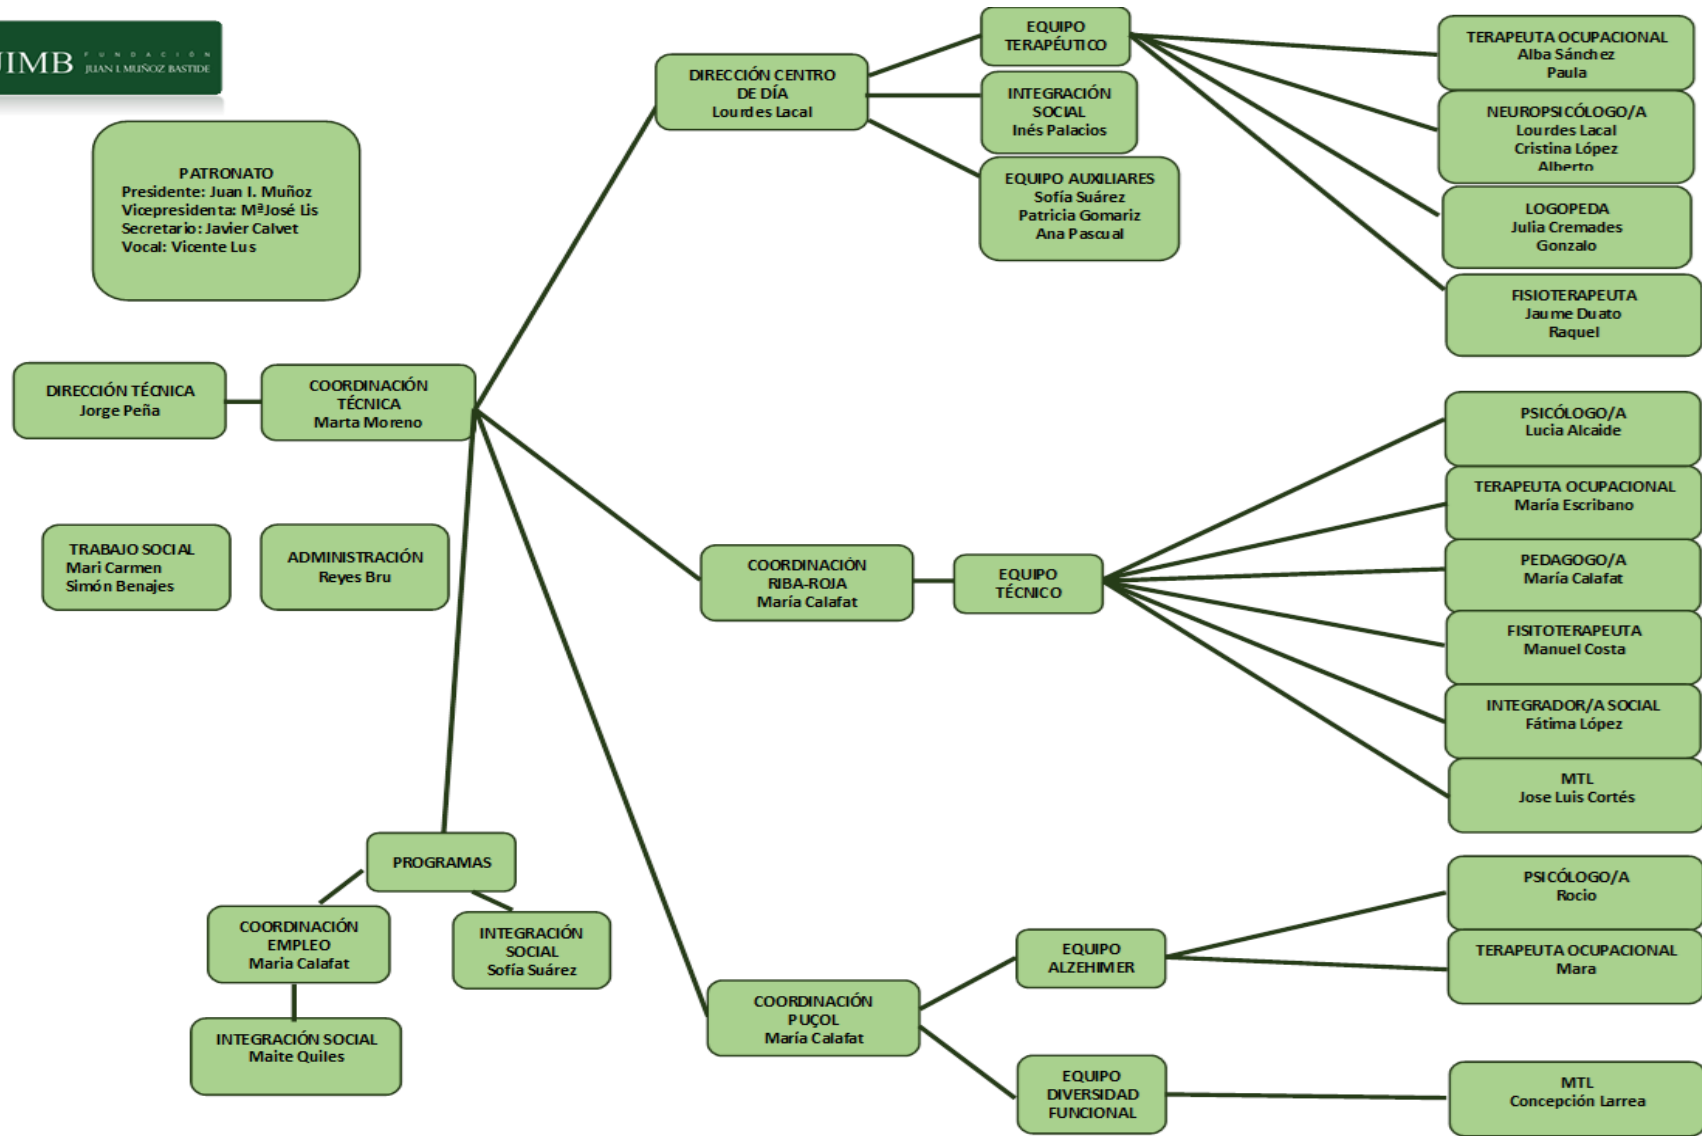 JIMB
FUNDACIÓN
JUAN I. MUÑOZ BASTIDE
PATRONATO
Presidente: Juan I. Muñoz
Vicepresidenta: MªJosé Lis
Secretario: Javier Calvet
Vocal: Vicente Lus
DIRECCIÓN TÉCNICA
Jorge Peña
COORDINACIÓN
TÉCNICA
Marta Moreno
TRABAJO SOCIAL
Mari Carmen
Simón Benajes
ADMINISTRACIÓN
Reyes Bru
PROGRAMAS
COORDINACIÓN
EMPLEO
Maria Calafat
INTEGRACIÓN
SOCIAL
Sofía Suárez
INTEGRACIÓN SOCIAL
Maite Quiles
DIRECCIÓN CENTRO
DE DÍA
Lourdes Lacal
EQUIPO
TERAPÉUTICO
INTEGRACIÓN
SOCIAL
Inés Palacios
EQUIPO AUXILIARES
Sofía Suárez
Patricia Gomariz
Ana Pascual
TERAPEUTA OCUPACIONAL
Alba Sánchez
Paula
NEUROPSICÓLOGO/A
Lourdes Lacal
Cristina López
Alberto
LOGOPEDA
Julia Cremades
Gonzalo
FISIOTERAPEUTA
Jaume Duato
Raquel
COORDINACIÓN
RIBA-ROJA
María Calafat
EQUIPO
TÉCNICO
PSICÓLOGO/A
Lucia Alcaide
TERAPEUTA OCUPACIONAL
María Escribano
PEDAGOGO/A
María Calafat
FISITOTERAPEUTA
Manuel Costa
INTEGRADOR/A SOCIAL
Fátima López
MTL
Jose Luis Cortés
COORDINACIÓN
PUÇOL
María Calafat
EQUIPO
ALZEHIMER
PSICÓLOGO/A
Rocio
TERAPEUTA OCUPACIONAL
Mara
EQUIPO
DIVERSIDAD
FUNCIONAL
MTL
Concepción Larrea